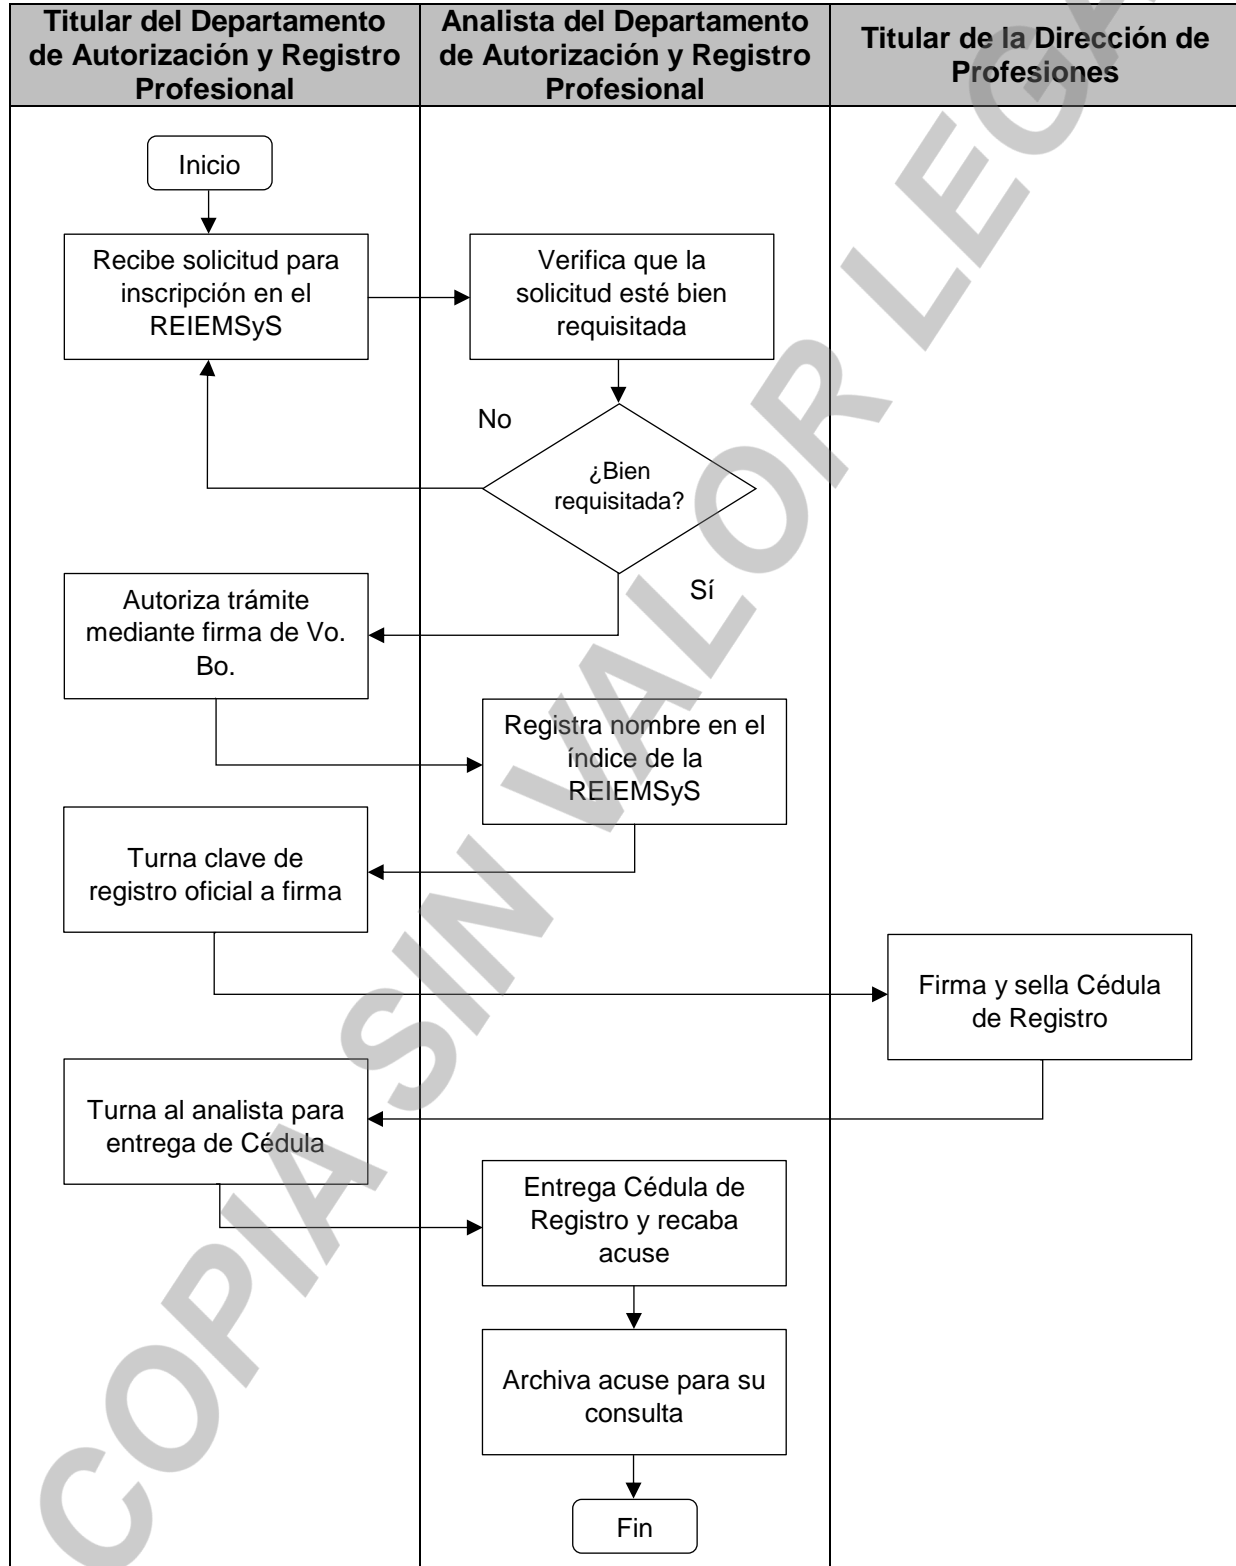 Titular del Departamento
de Autorización y Registro
Profesional
Analista del Departamento
de Autorización y Registro
Profesional
Titular de la Dirección de
Profesiones
Inicio
Recibe solicitud para
inscripción en el
REIEMSyS
Verifica que la
solicitud esté bien
requisitada
No
¿Bien
requisitada?
Sí
Autoriza trámite
mediante firma de Vo.
Bo.
Registra nombre en el
índice de la
REIEMSyS
Turna clave de
registro oficial a firma
Firma y sella Cédula
de Registro
Turna al analista para
entrega de Cédula
Entrega Cédula de
Registro y recaba
acuse
Archiva acuse para su
consulta
Fin
COPIA SIN VALOR LEGA